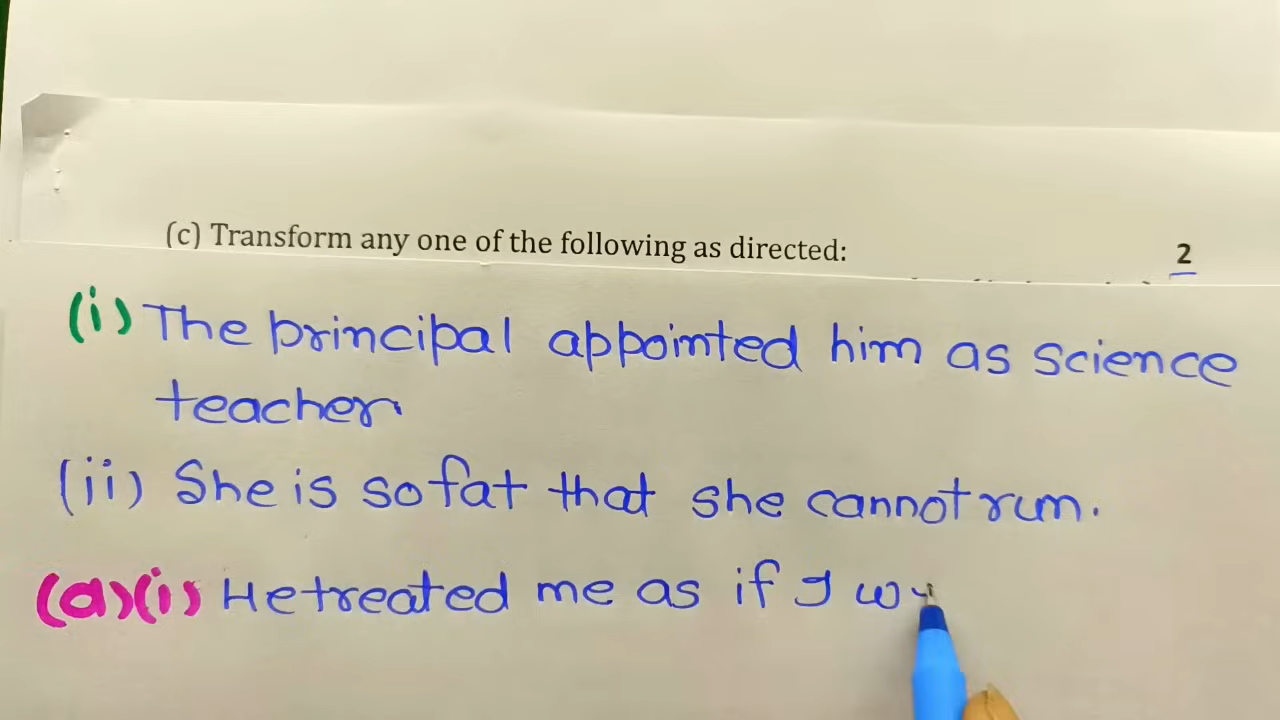 (c) Transform any one of the following as directed: 2
(i) The principal appointed him as science
teacher
(ii) She is so fat that she cannot run.
(a)(i) He treated me as if I